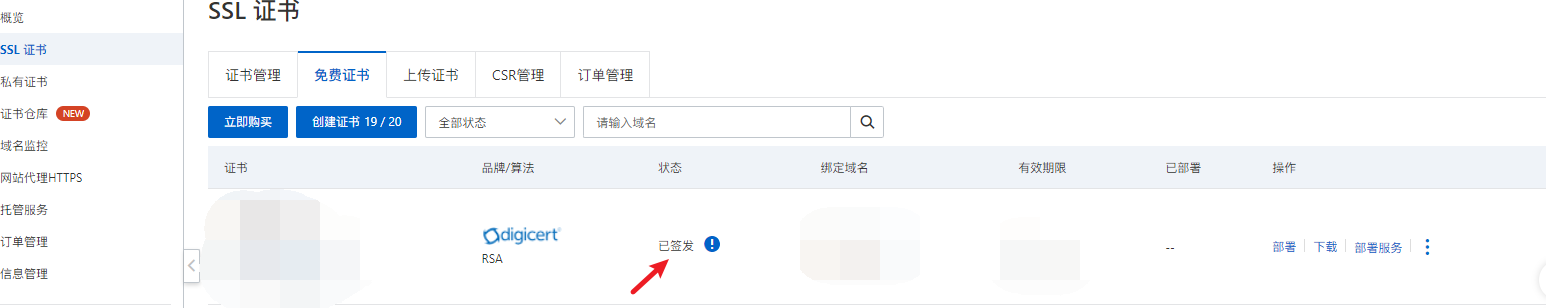 SSL 证书
概览
SSL 证书
私有证书
证书仓库 NEW
域名监控
网站代理HTTPS
托管服务
订单管理
信息管理
证书管理 免费证书 上传证书 CSR管理 订单管理
立即购买 创建证书 19 / 20 全部状态 请输入域名
证书 品牌/算法 状态 绑定域名 有效期限 已部署 操作
digicert
RSA
已签发 ! -- 部署 下载 部署服务